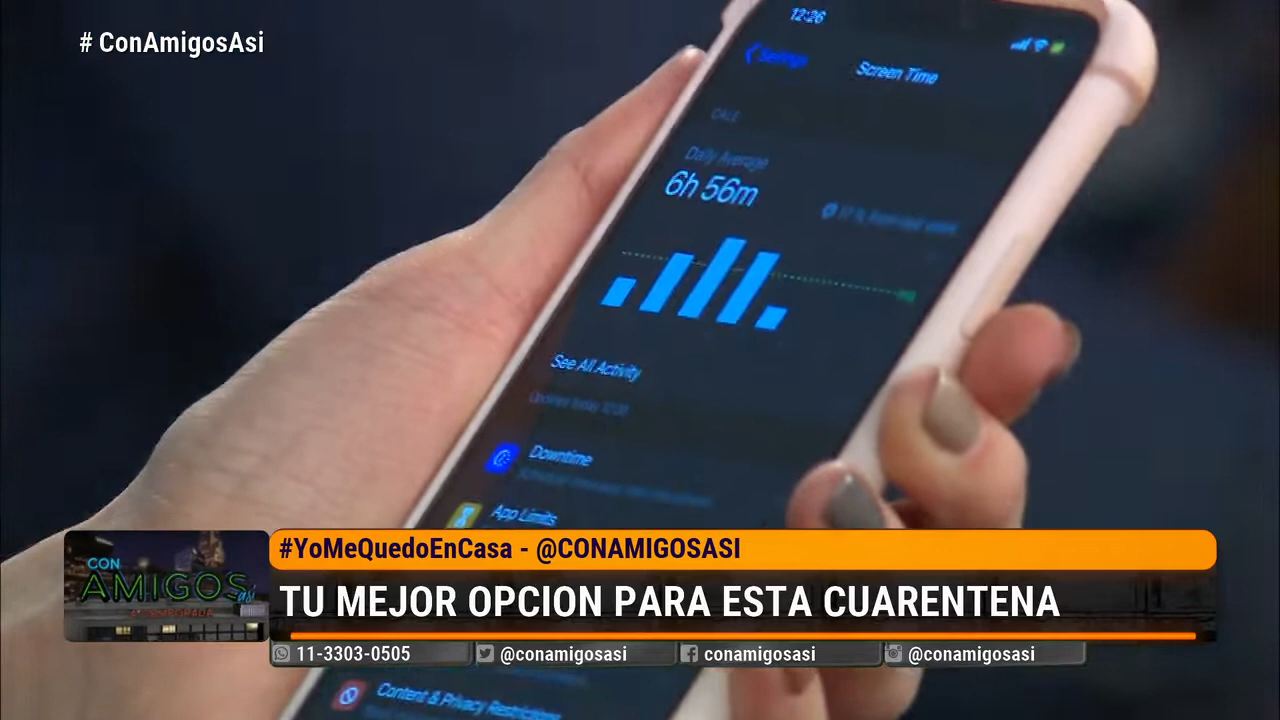 # ConAmigosAsi
12:26
Settings
Screen Time
Daily Average
6h 56m
See All Activity
Downtime
App Limits
Content & Privacy Restrictions
#YoMeQuedoEnCasa - @CONAMIGOSASI
CON
AMIGOS
así
TU MEJOR OPCION PARA ESTA CUARENTENA
11-3303-0505
@conamigosasi
conamigosasi
@conamigosasi